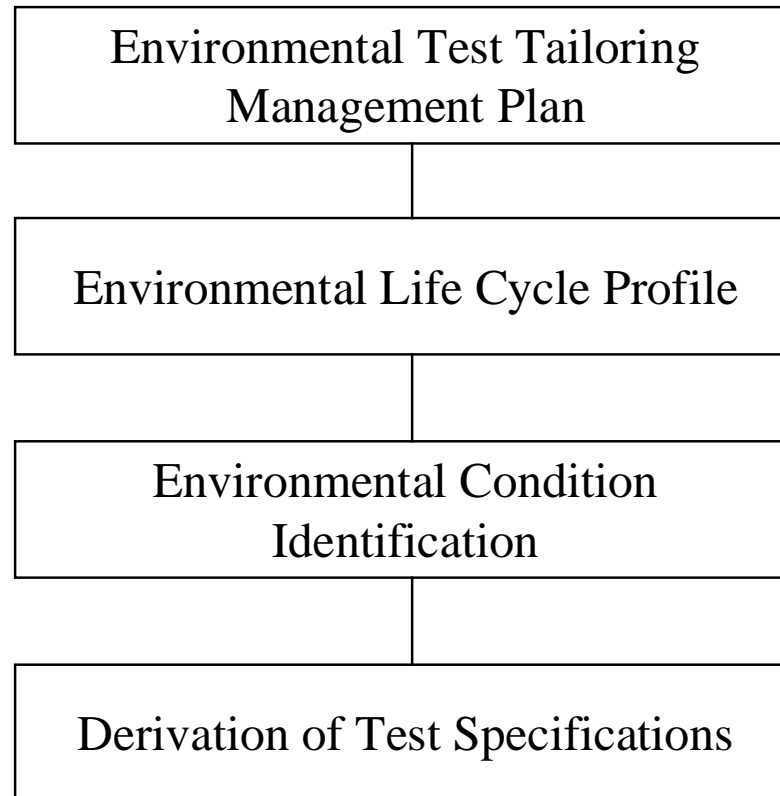 Environmental Test Tailoring
Management Plan
Environmental Life Cycle Profile
Environmental Condition
Identification
Derivation of Test Specifications